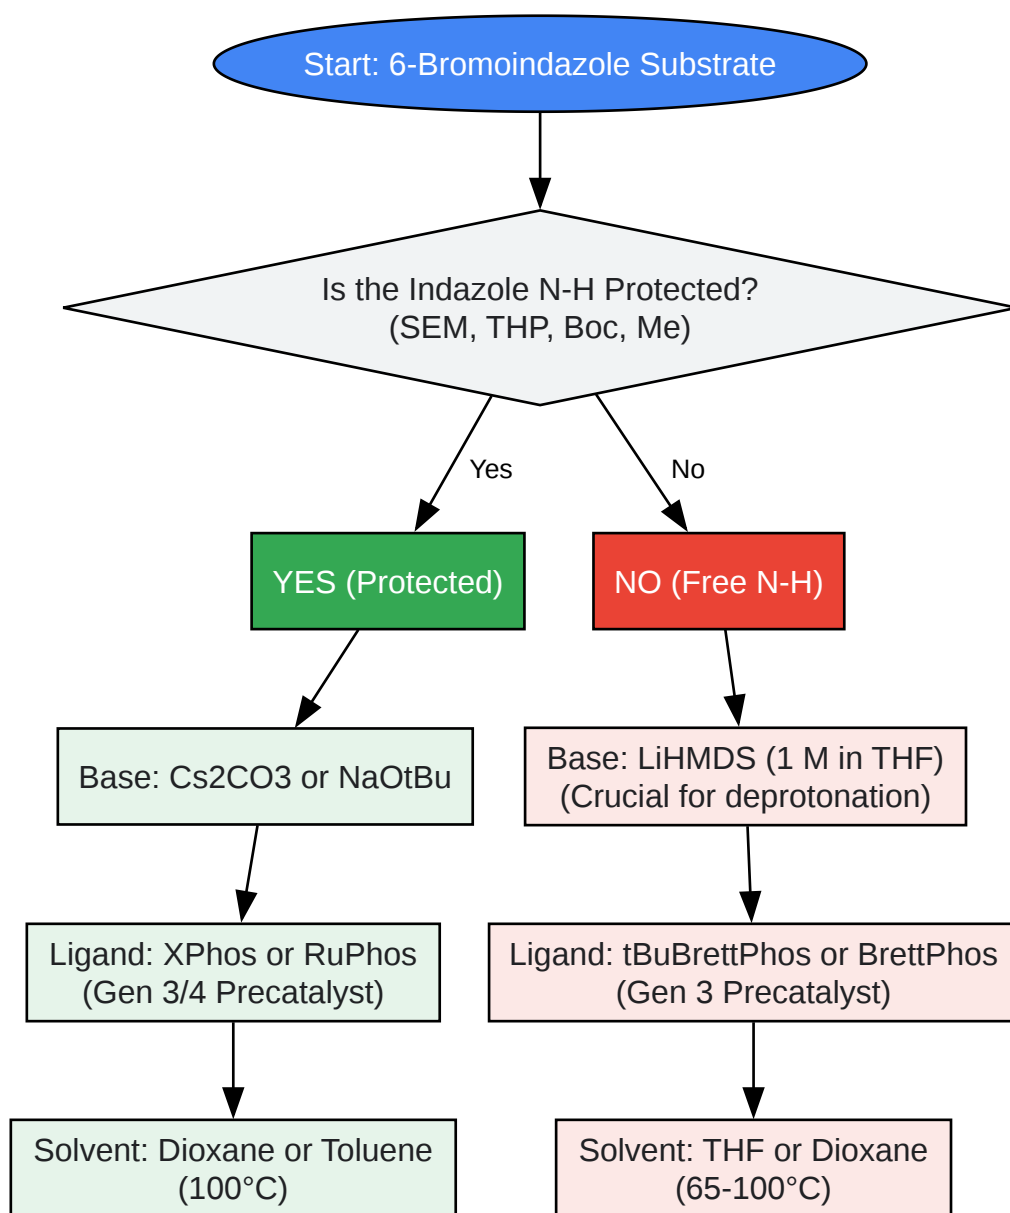 Start: 6-Bromoindazole Substrate
Is the Indazole N-H Protected?
(SEM, THP, Boc, Me)
Yes
No
YES (Protected)
NO (Free N-H)
Base: Cs2CO3 or NaOtBu
Base: LiHMDS (1 M in THF)
(Crucial for deprotonation)
Ligand: XPhos or RuPhos
(Gen 3/4 Precatalyst)
Ligand: tBuBrettPhos or BrettPhos
(Gen 3 Precatalyst)
Solvent: Dioxane or Toluene
(100°C)
Solvent: THF or Dioxane
(65-100°C)